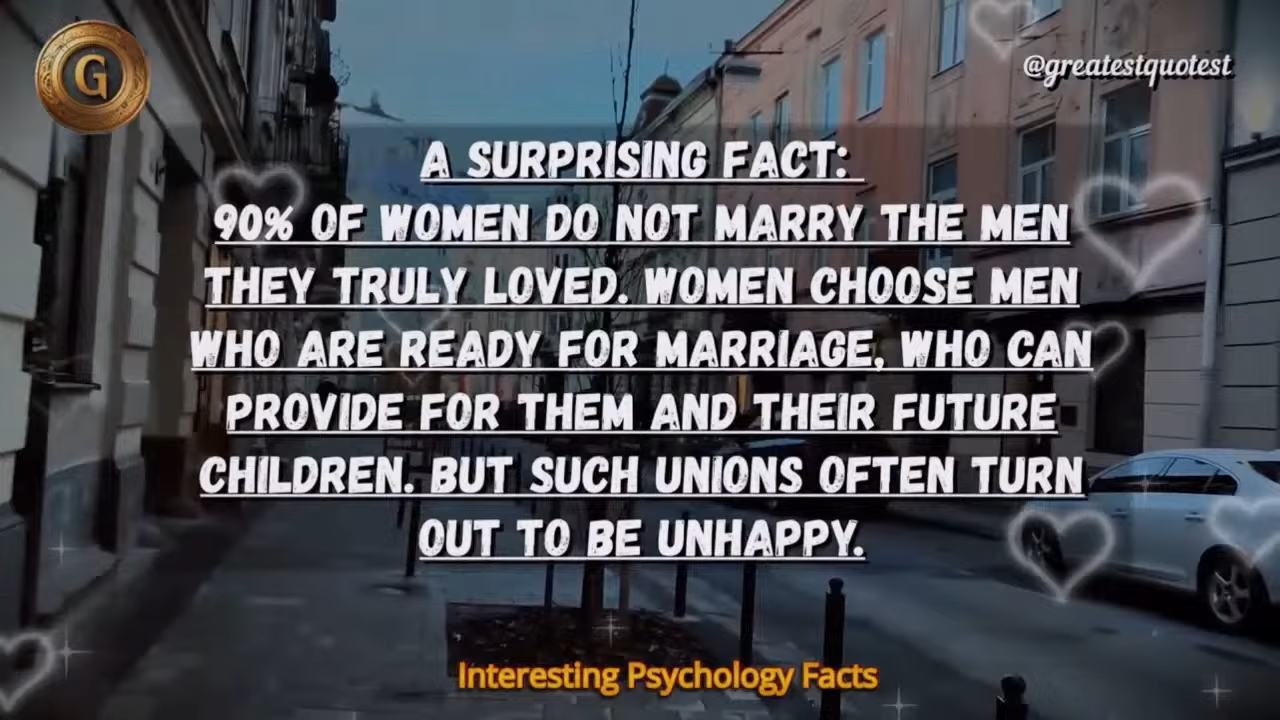 G
@greatestquotest
A SURPRISING FACT:
90% OF WOMEN DO NOT MARRY THE MEN
THEY TRULY LOVED. WOMEN CHOOSE MEN
WHO ARE READY FOR MARRIAGE, WHO CAN
PROVIDE FOR THEM AND THEIR FUTURE
CHILDREN. BUT SUCH UNIONS OFTEN TURN
OUT TO BE UNHAPPY.
Interesting Psychology Facts